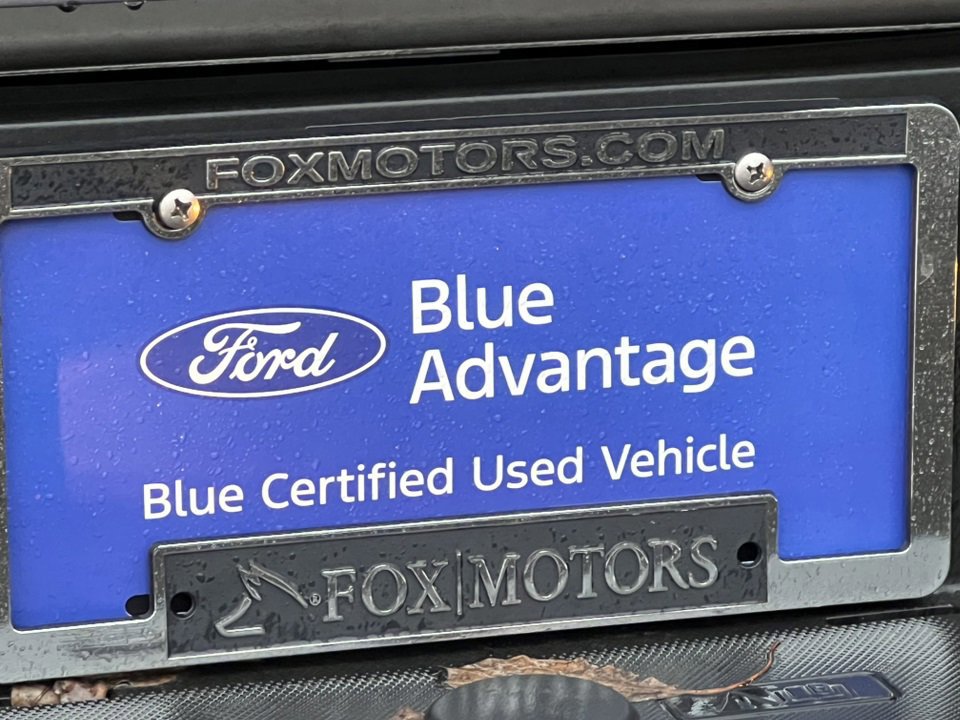 FOXMOTORS.COM
Ford
Blue
Advantage
Blue Certified Used Vehicle
® FOX|MOTORS